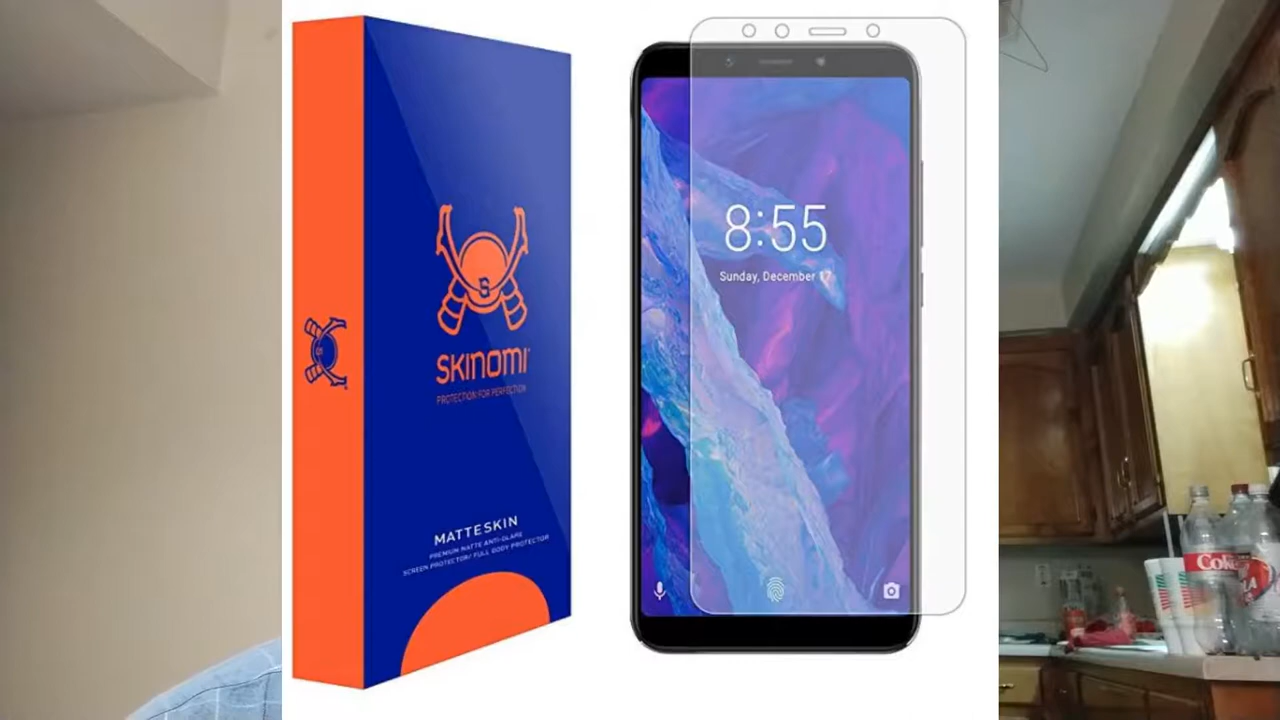 S
SKINOMI
PROTECTION FOR PERFECTION
MATTESKIN
PREMIUM MATTE ANTI-GLARE
SCREEN PROTECTOR/ FULL BODY PROTECTOR
8:55
Sunday, December 17
Coke